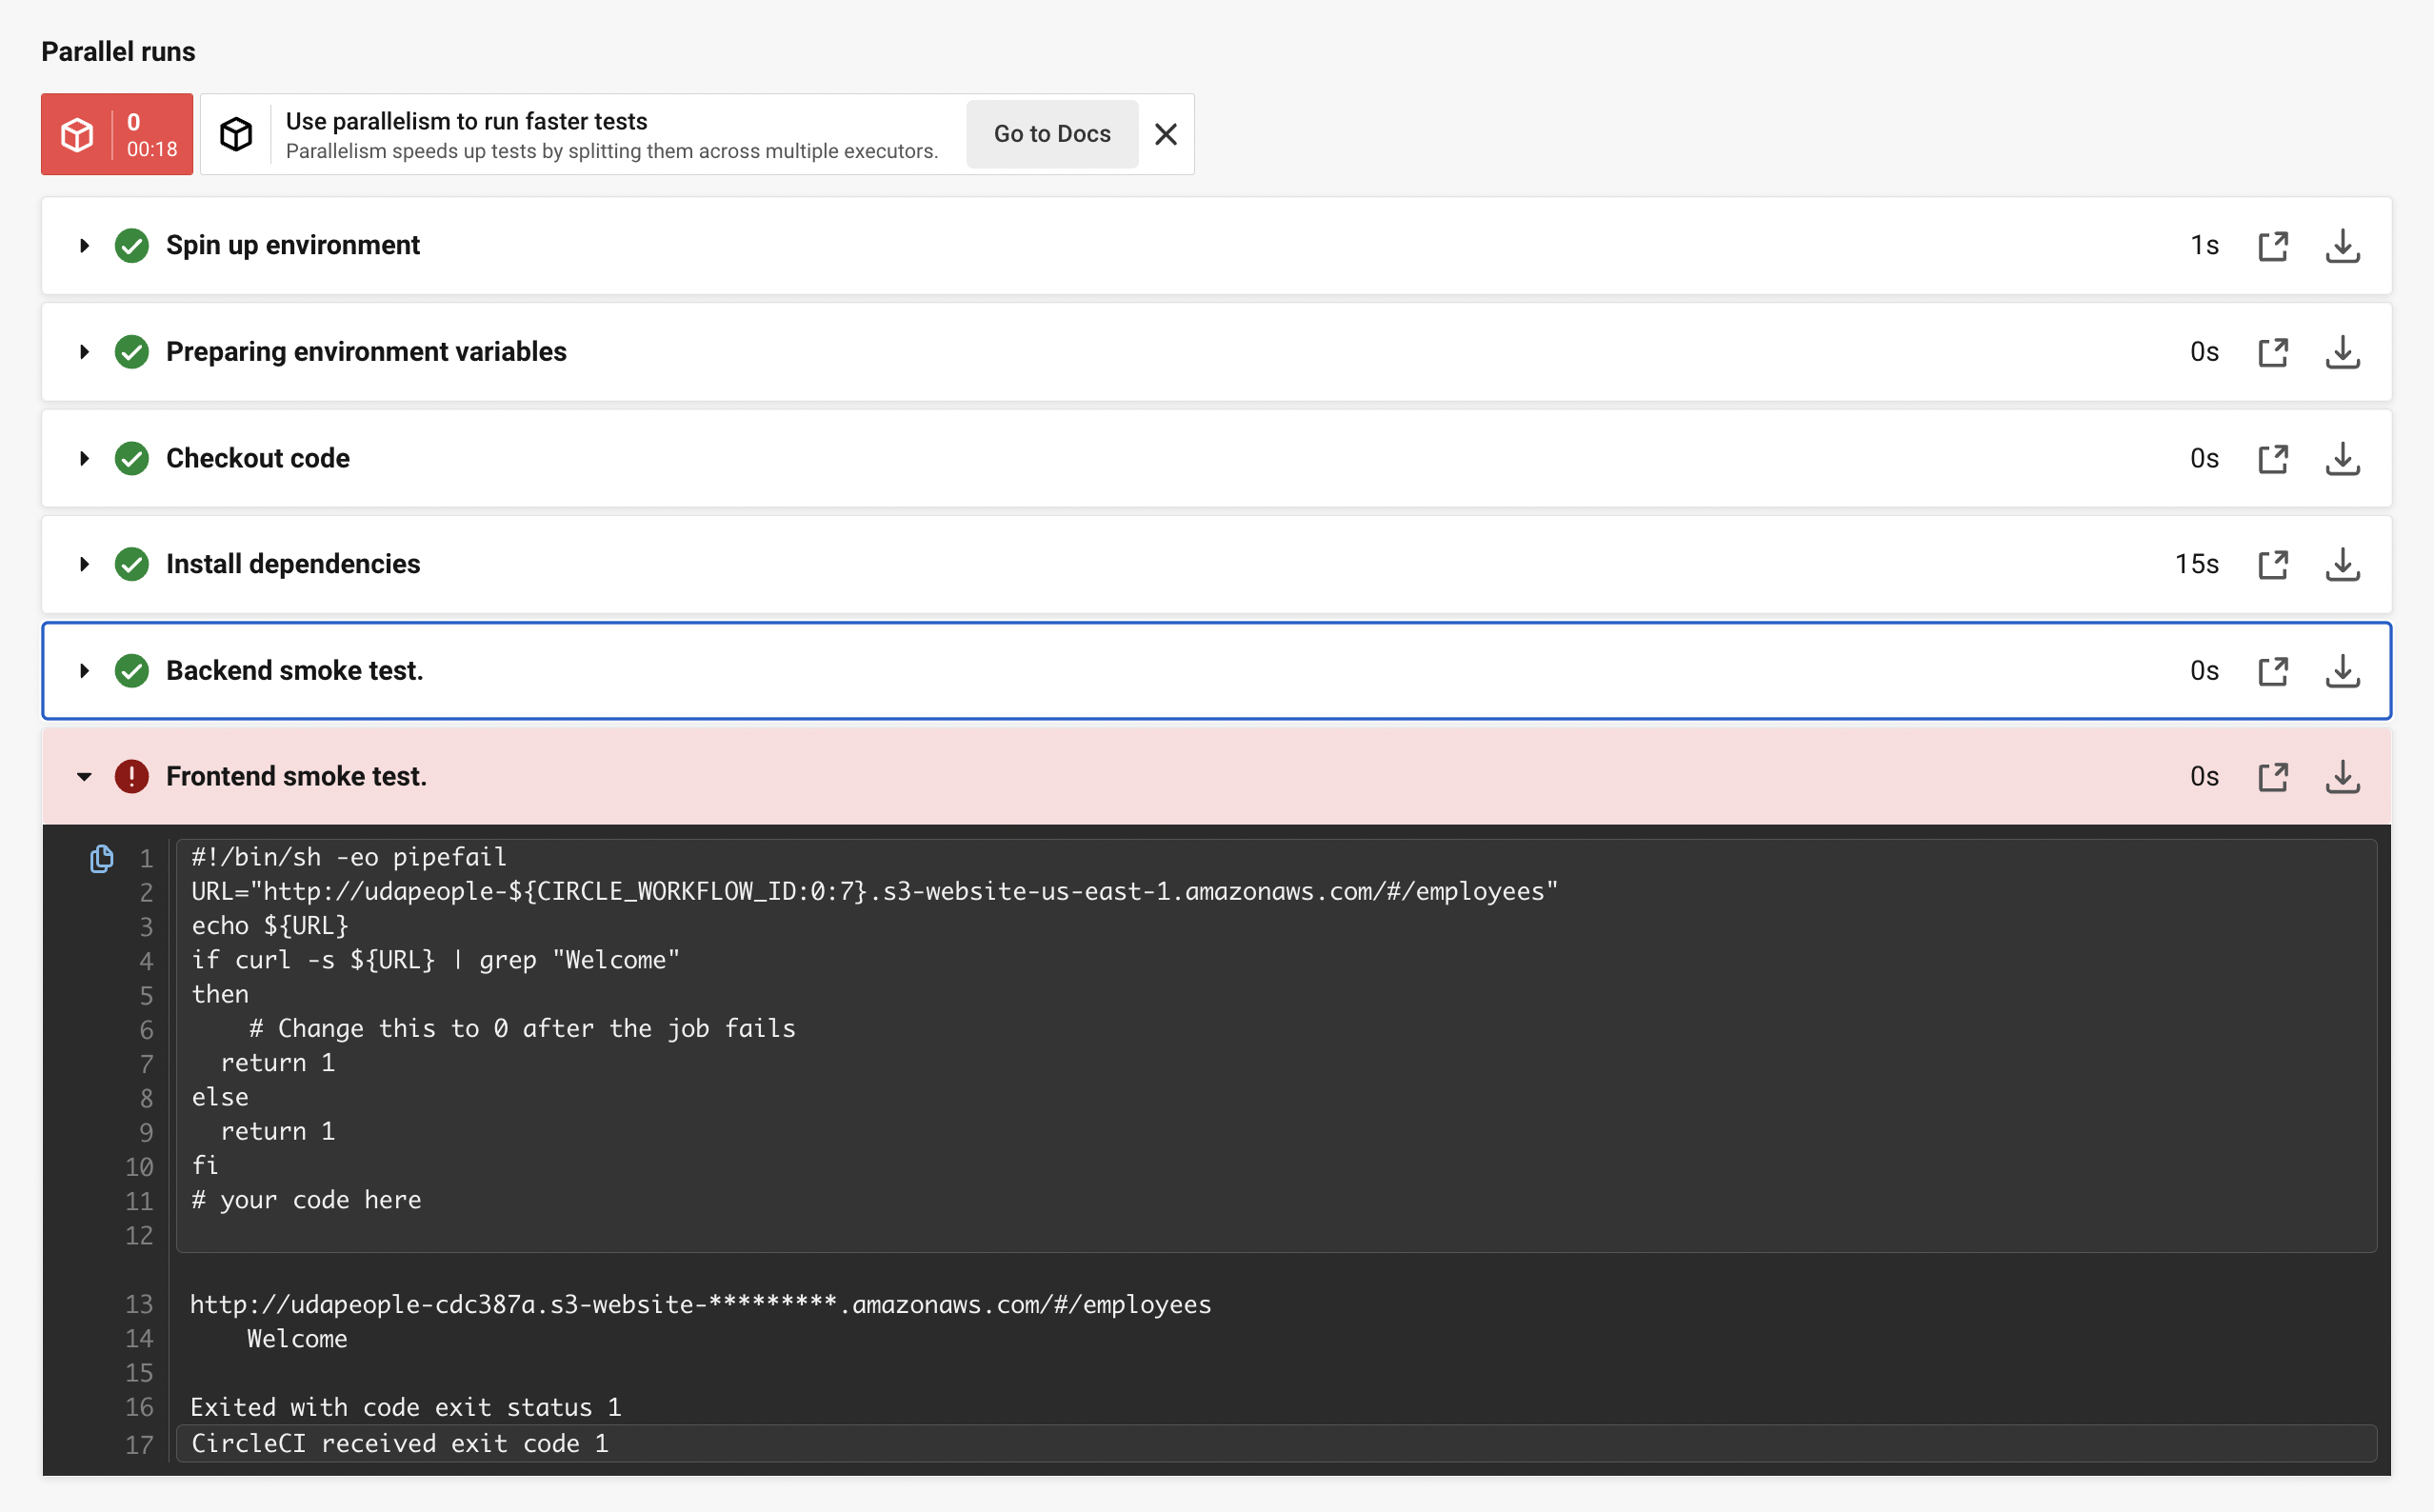 Parallel runs
0
00:18
Use parallelism to run faster tests
Parallelism speeds up tests by splitting them across multiple executors.
Go to Docs
Spin up environment 1s
Preparing environment variables 0s
Checkout code 0s
Install dependencies 15s
Backend smoke test. 0s
Frontend smoke test. 0s
1 #!/bin/sh -eo pipefail
2 URL="http://udapeople-${CIRCLE_WORKFLOW_ID:0:7}.s3-website-us-east-1.amazonaws.com/#/employees"
3 echo ${URL}
4 if curl -s ${URL} | grep "Welcome"
5 then
6     # Change this to 0 after the job fails
7   return 1
8 else
9   return 1
10 fi
11 # your code here
12
13 http://udapeople-cdc387a.s3-website-*********.amazonaws.com/#/employees
14     Welcome
15
16 Exited with code exit status 1
17 CircleCI received exit code 1